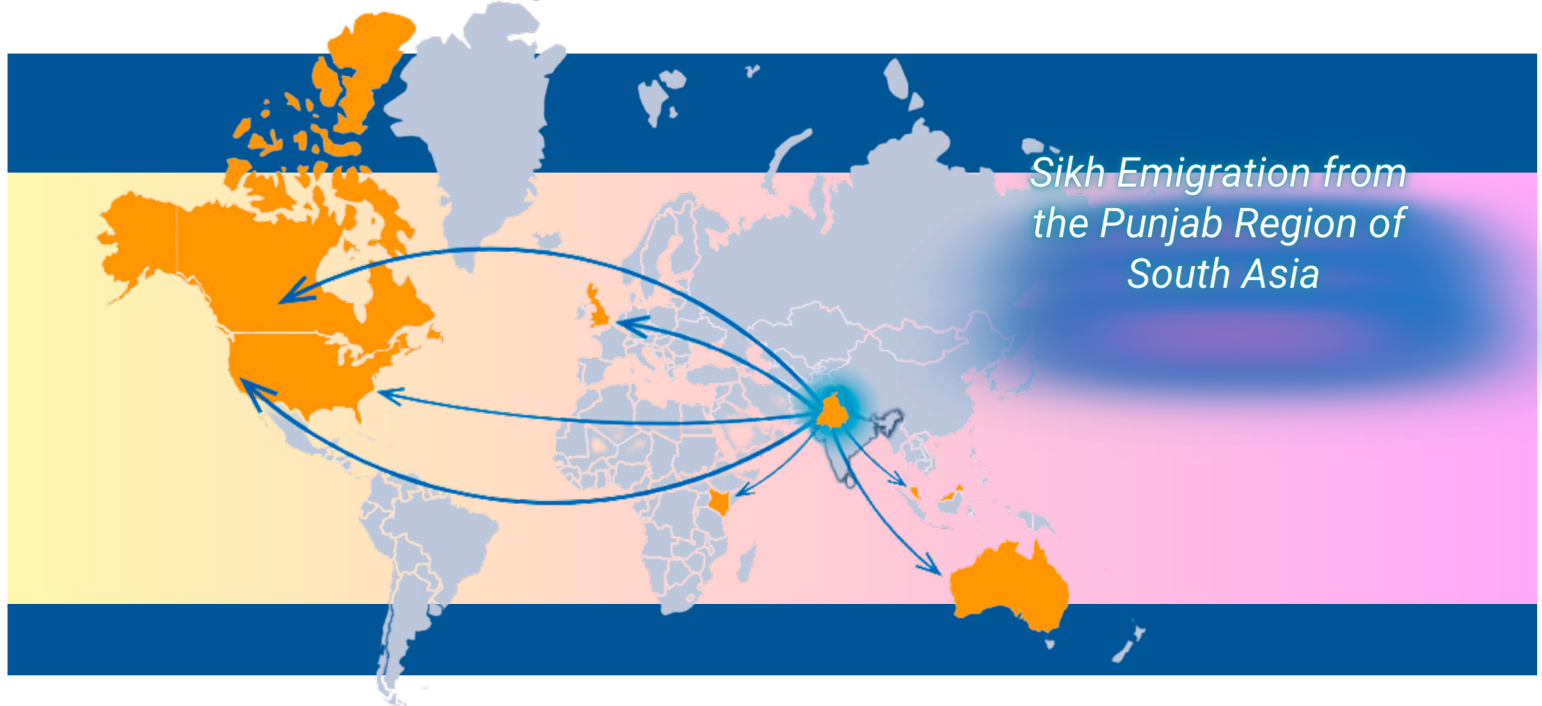 Sikh Emigration from
the Punjab Region of
South Asia